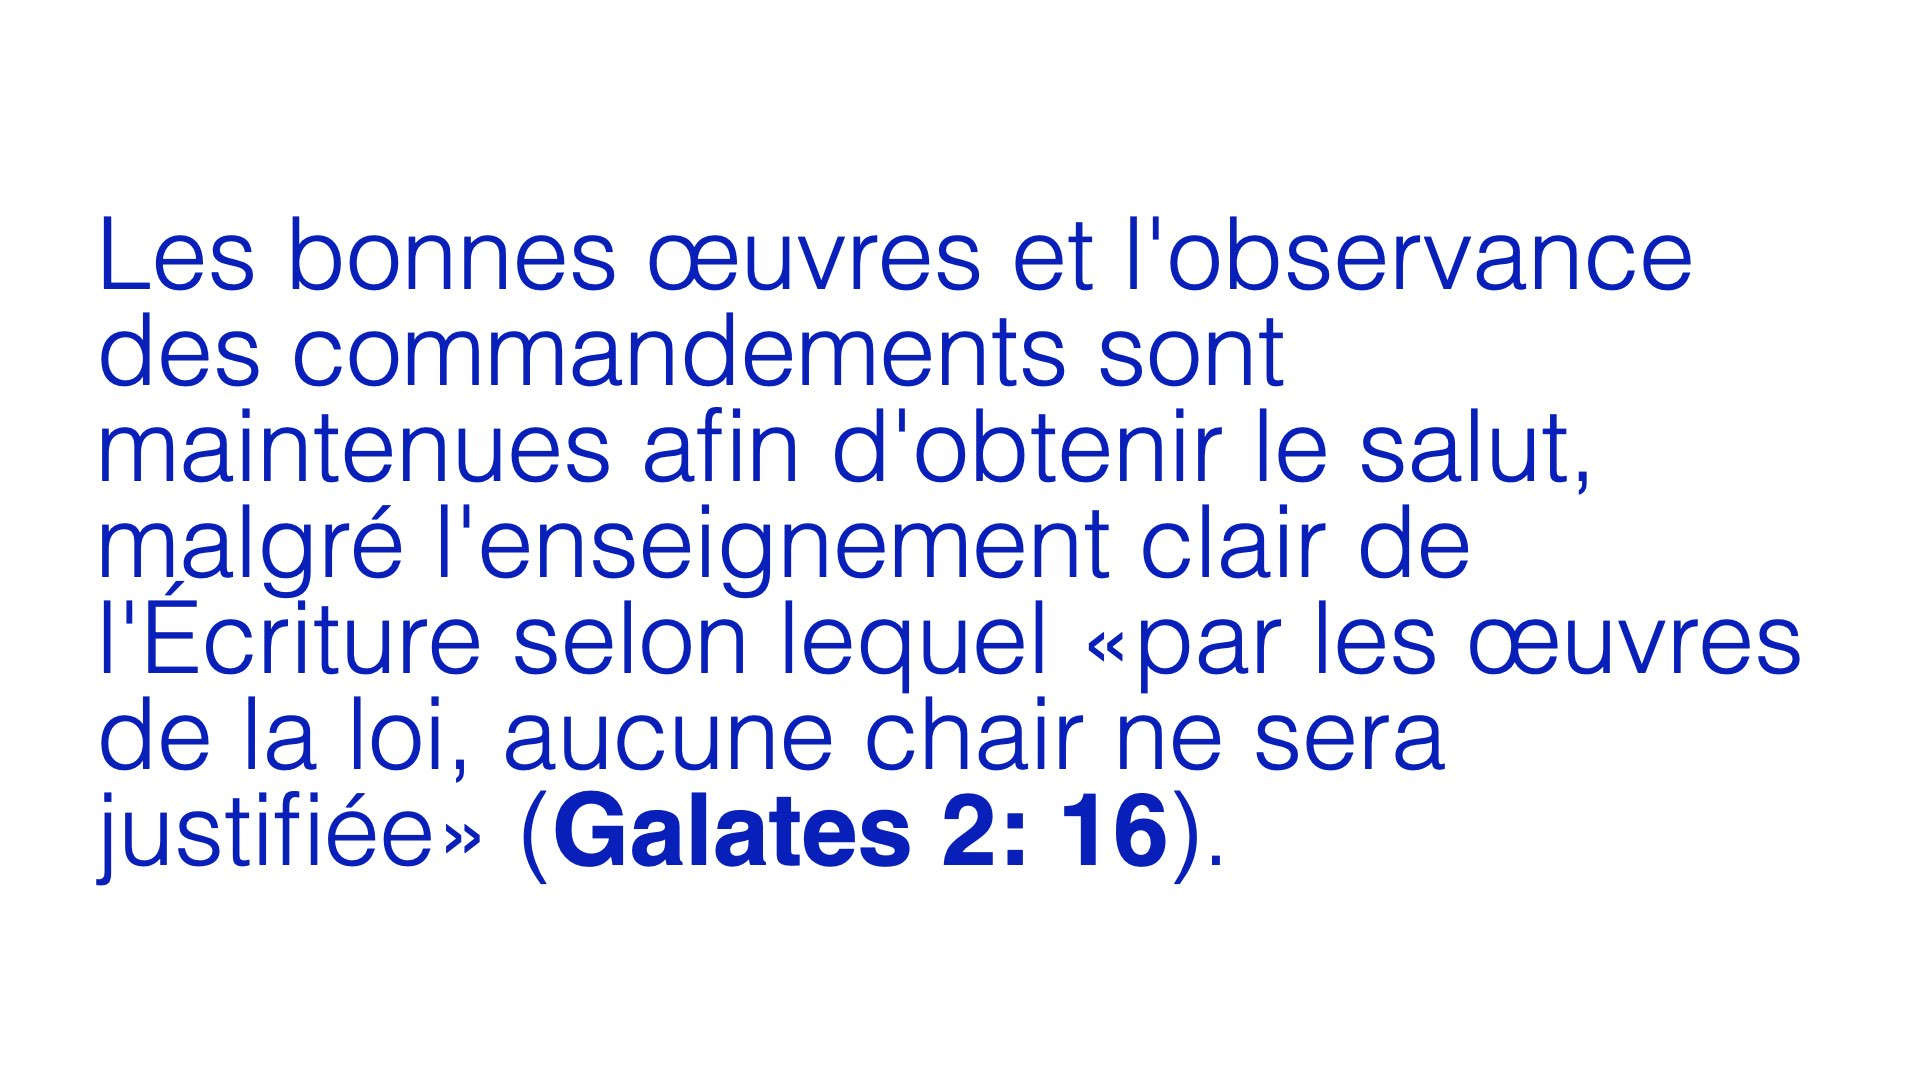 Les bonnes œuvres et l'observance
des commandements sont
maintenues afin d'obtenir le salut,
malgré l'enseignement clair de
l'Écriture selon lequel «par les œuvres
de la loi, aucune chair ne sera
justifiée» (Galates 2: 16).